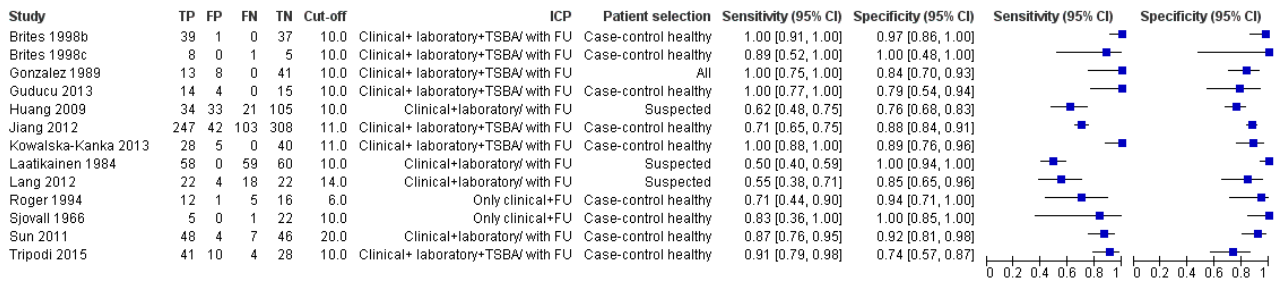 Study TP FP FN TN Cut-off ICP Patient selection Sensitivity (95% CI) Specificity (95% CI) Sensitivity (95% CI) Specificity (95% CI)
Brites 1998b 39 1 0 37 10.0 Clinical+ laboratory+TSBA/ with FU Case-control healthy 1.00 [0.91, 1.00] 0.97 [0.86, 1.00]
Brites 1998c 8 0 1 5 10.0 Clinical+ laboratory+TSBA/ with FU Case-control healthy 0.89 [0.52, 1.00] 1.00 [0.48, 1.00]
Gonzalez 1989 13 8 0 41 10.0 Clinical+ laboratory+TSBA/ with FU All 1.00 [0.75, 1.00] 0.84 [0.70, 0.93]
Guducu 2013 14 4 0 15 10.0 Clinical+ laboratory+TSBA/ with FU Case-control healthy 1.00 [0.77, 1.00] 0.79 [0.54, 0.94]
Huang 2009 34 33 21 105 10.0 Clinical+laboratory/ with FU Suspected 0.62 [0.48, 0.75] 0.76 [0.68, 0.83]
Jiang 2012 247 42 103 308 11.0 Clinical+ laboratory+TSBA/ with FU Case-control healthy 0.71 [0.65, 0.75] 0.88 [0.84, 0.91]
Kowalska-Kanka 2013 28 5 0 40 11.0 Clinical+ laboratory+TSBA/ with FU Case-control healthy 1.00 [0.88, 1.00] 0.89 [0.76, 0.96]
Laatikainen 1984 58 0 59 60 10.0 Clinical+laboratory/ with FU Suspected 0.50 [0.40, 0.59] 1.00 [0.94, 1.00]
Lang 2012 22 4 18 22 14.0 Clinical+laboratory/ with FU Suspected 0.55 [0.38, 0.71] 0.85 [0.65, 0.96]
Roger 1994 12 1 5 16 6.0 Only clinical+FU Case-control healthy 0.71 [0.44, 0.90] 0.94 [0.71, 1.00]
Sjovall 1966 5 0 1 22 10.0 Only clinical+FU Case-control healthy 0.83 [0.36, 1.00] 1.00 [0.85, 1.00]
Sun 2011 48 4 7 46 20.0 Clinical+laboratory/ with FU Case-control healthy 0.87 [0.76, 0.95] 0.92 [0.81, 0.98]
Tripodi 2015 41 10 4 28 10.0 Clinical+ laboratory+TSBA/ with FU Case-control healthy 0.91 [0.79, 0.98] 0.74 [0.57, 0.87]
0 0.2 0.4 0.6 0.8 1 0 0.2 0.4 0.6 0.8 1